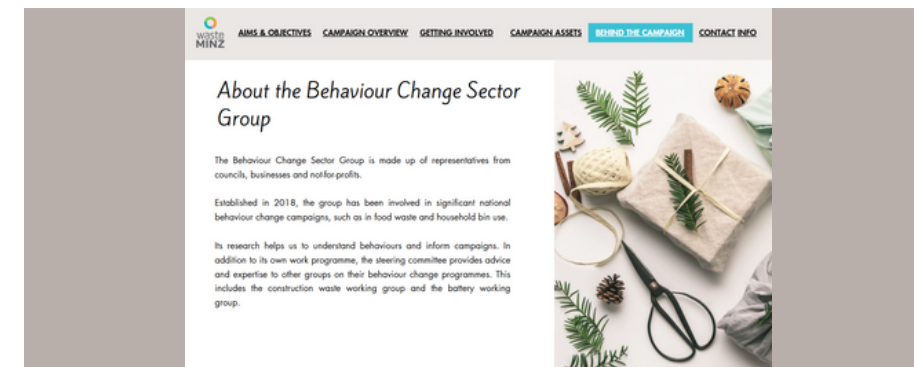 waste
MINZ
AIMS & OBJECTIVES CAMPAIGN OVERVIEW GETTING INVOLVED CAMPAIGN ASSETS BEHIND THE CAMPAIGN CONTACT INFO
About the Behaviour Change Sector
Group
The Behaviour Change Sector Group is made up of representatives from
councils, businesses and not-for-profits.
Established in 2018, the group has been involved in significant national
behaviour change campaigns, such as in food waste and household bin use.
Its research helps us to understand behaviours and inform campaigns. In
addition to its own work programme, the steering committee provides advice
and expertise to other groups on their behaviour change programmes. This
includes the construction waste working group and the battery working
group.